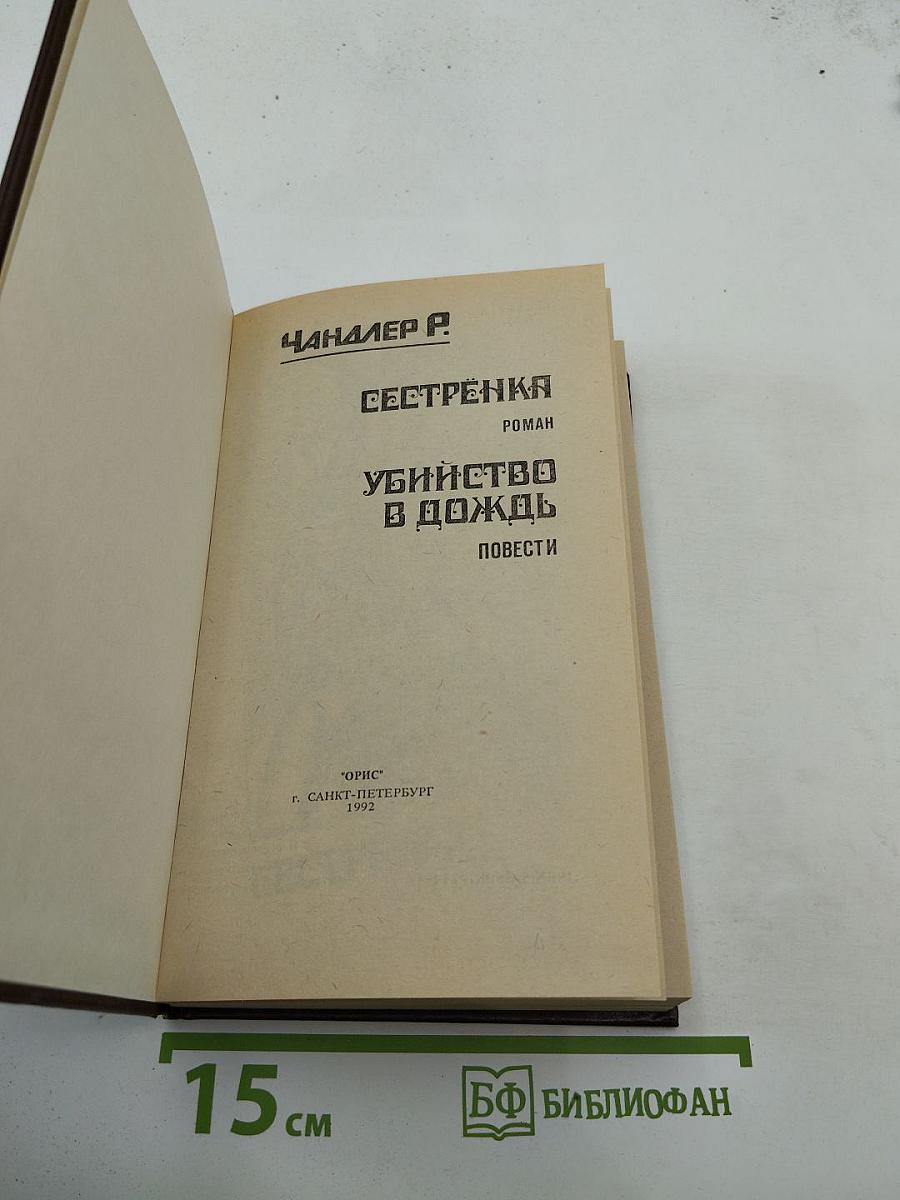 ЧАНДЛЕР Р.
СЕСТРЁНКА
РОМАН
УБИЙСТВО
В ДОЖДЬ
ПОВЕСТИ
"ОРИС"
г. САНКТ-ПЕТЕРБУРГ
1992
15 см
БФ БИБЛИОФАН